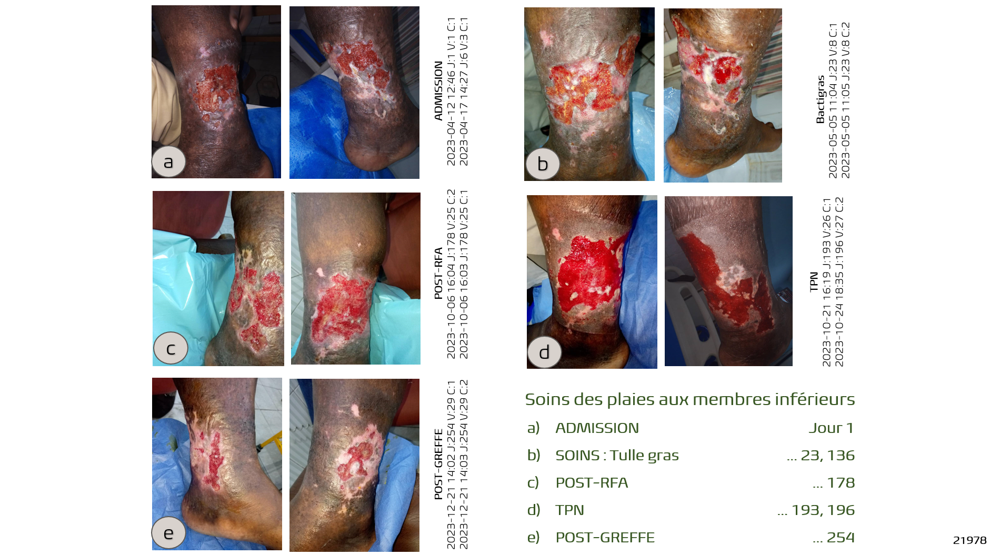 a
ADMISSION
2023-04-12 12:46 J:1 V:1 C:1
2023-04-17 14:27 J:6 V:3 C:1
b
Bactigras
2023-05-05 11:04 J:23 V:8 C:1
2023-05-05 11:05 J:23 V:8 C:2
c
POST-RFA
2023-10-06 16:04 J:178 V:25 C:2
2023-10-06 16:03 J:178 V:25 C:1
d
TPN
2023-10-21 16:19 J:193 V:26 C:1
2023-10-24 18:35 J:196 V:27 C:2
e
POST-GREFFE
2023-12-21 14:02 J:254 V:29 C:1
2023-12-21 14:03 J:254 V:29 C:2
Soins des plaies aux membres inférieurs
a) ADMISSION Jour 1
b) SOINS : Tulle gras ... 23, 136
c) POST-RFA ... 178
d) TPN ... 193, 196
e) POST-GREFFE ... 254
21978